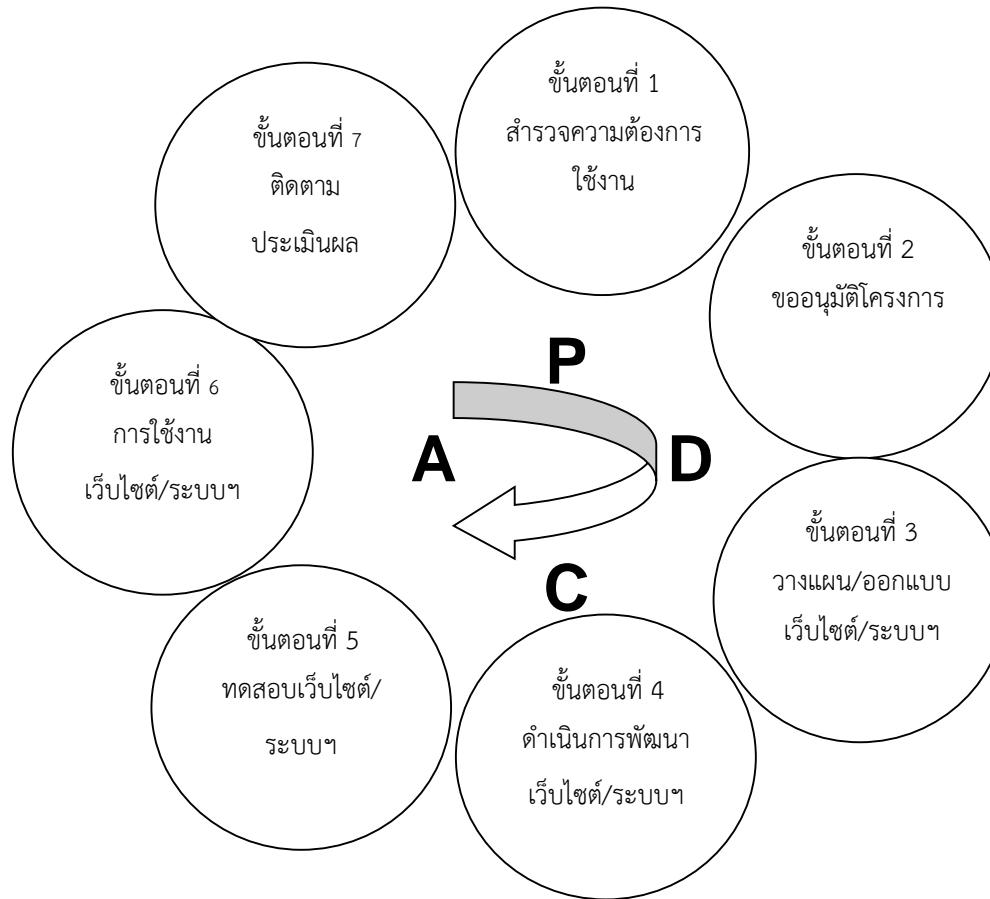 ขั้นตอนที่ 1
สำรวจความต้องการ
ใช้งาน
ขั้นตอนที่ 2
ขออนุมัติโครงการ
ขั้นตอนที่ 3
วางแผน/ออกแบบ
เว็บไซต์/ระบบฯ
ขั้นตอนที่ 4
ดำเนินการพัฒนา
เว็บไซต์/ระบบฯ
ขั้นตอนที่ 5
ทดสอบเว็บไซต์/
ระบบฯ
ขั้นตอนที่ 6
การใช้งาน
เว็บไซต์/ระบบฯ
ขั้นตอนที่ 7
ติดตาม
ประเมินผล
P
D
C
A